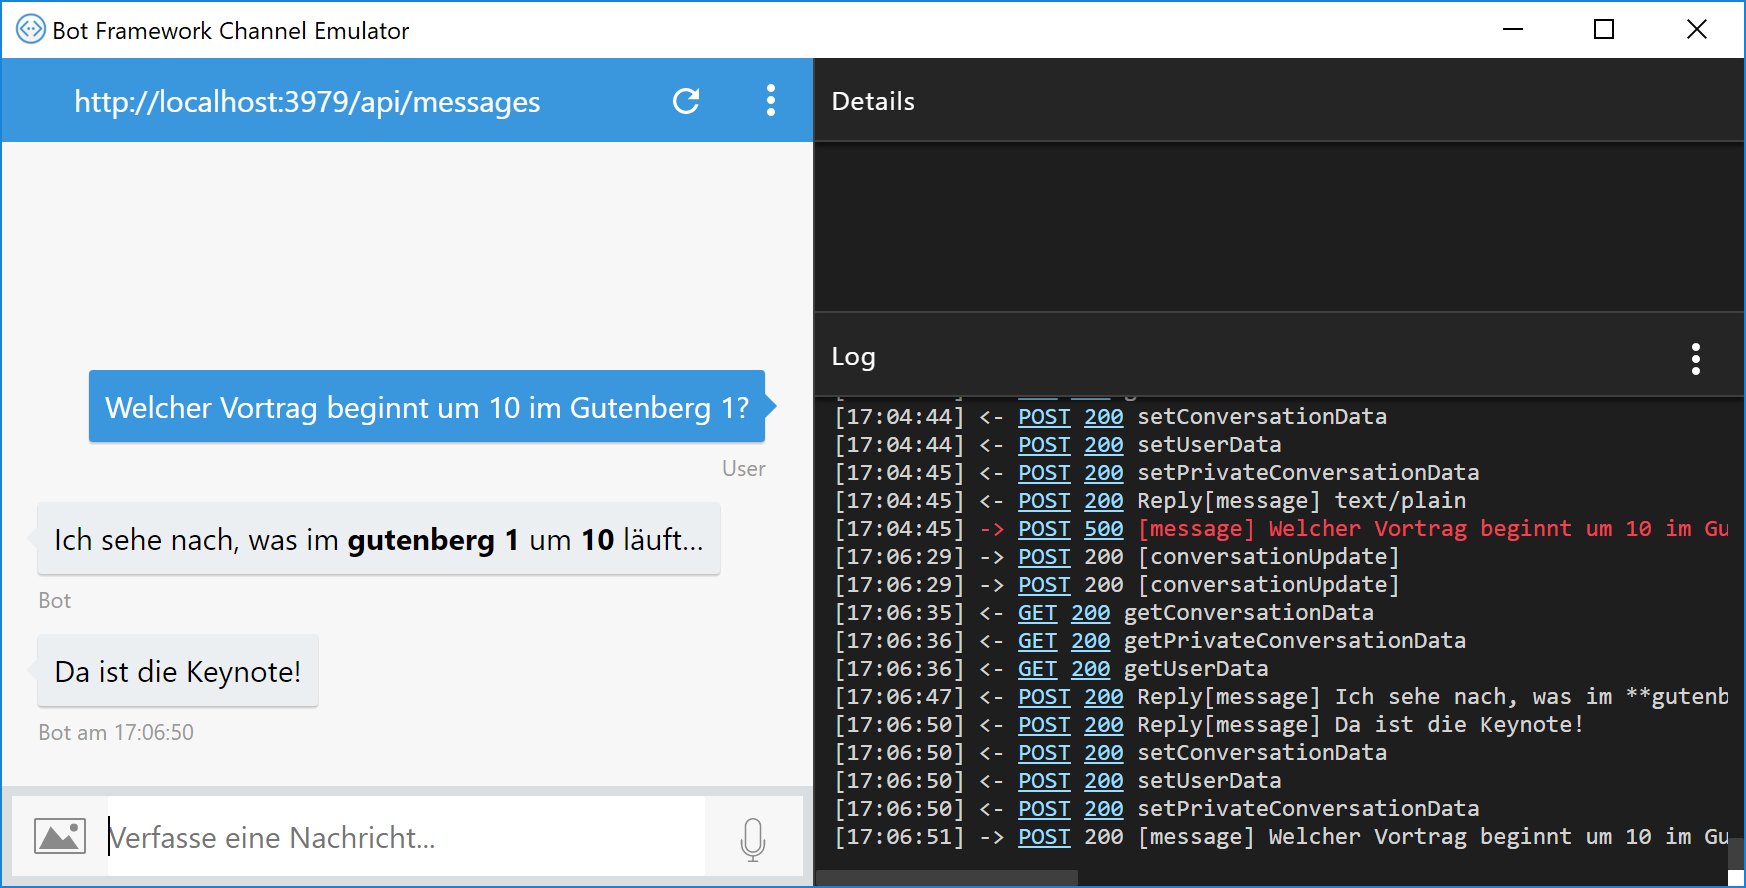 Bot Framework Channel Emulator
http://localhost:3979/api/messages
Welcher Vortrag beginnt um 10 im Gutenberg 1?
User
Ich sehe nach, was im gutenberg 1 um 10 läuft...
Bot
Da ist die Keynote!
Bot am 17:06:50
Verfasse eine Nachricht...
Details
Log
[17:04:44] <- POST 200 setConversationData
[17:04:44] <- POST 200 setUserData
[17:04:45] <- POST 200 setPrivateConversationData
[17:04:45] <- POST 200 Reply[message] text/plain
[17:04:45] -> POST 500 [message] Welcher Vortrag beginnt um 10 im Gu
[17:06:29] -> POST 200 [conversationUpdate]
[17:06:29] -> POST 200 [conversationUpdate]
[17:06:35] <- GET 200 getConversationData
[17:06:36] <- GET 200 getPrivateConversationData
[17:06:36] <- GET 200 getUserData
[17:06:47] <- POST 200 Reply[message] Ich sehe nach, was im **gutenb
[17:06:50] <- POST 200 Reply[message] Da ist die Keynote!
[17:06:50] <- POST 200 setConversationData
[17:06:50] <- POST 200 setUserData
[17:06:50] <- POST 200 setPrivateConversationData
[17:06:51] -> POST 200 [message] Welcher Vortrag beginnt um 10 im Gu